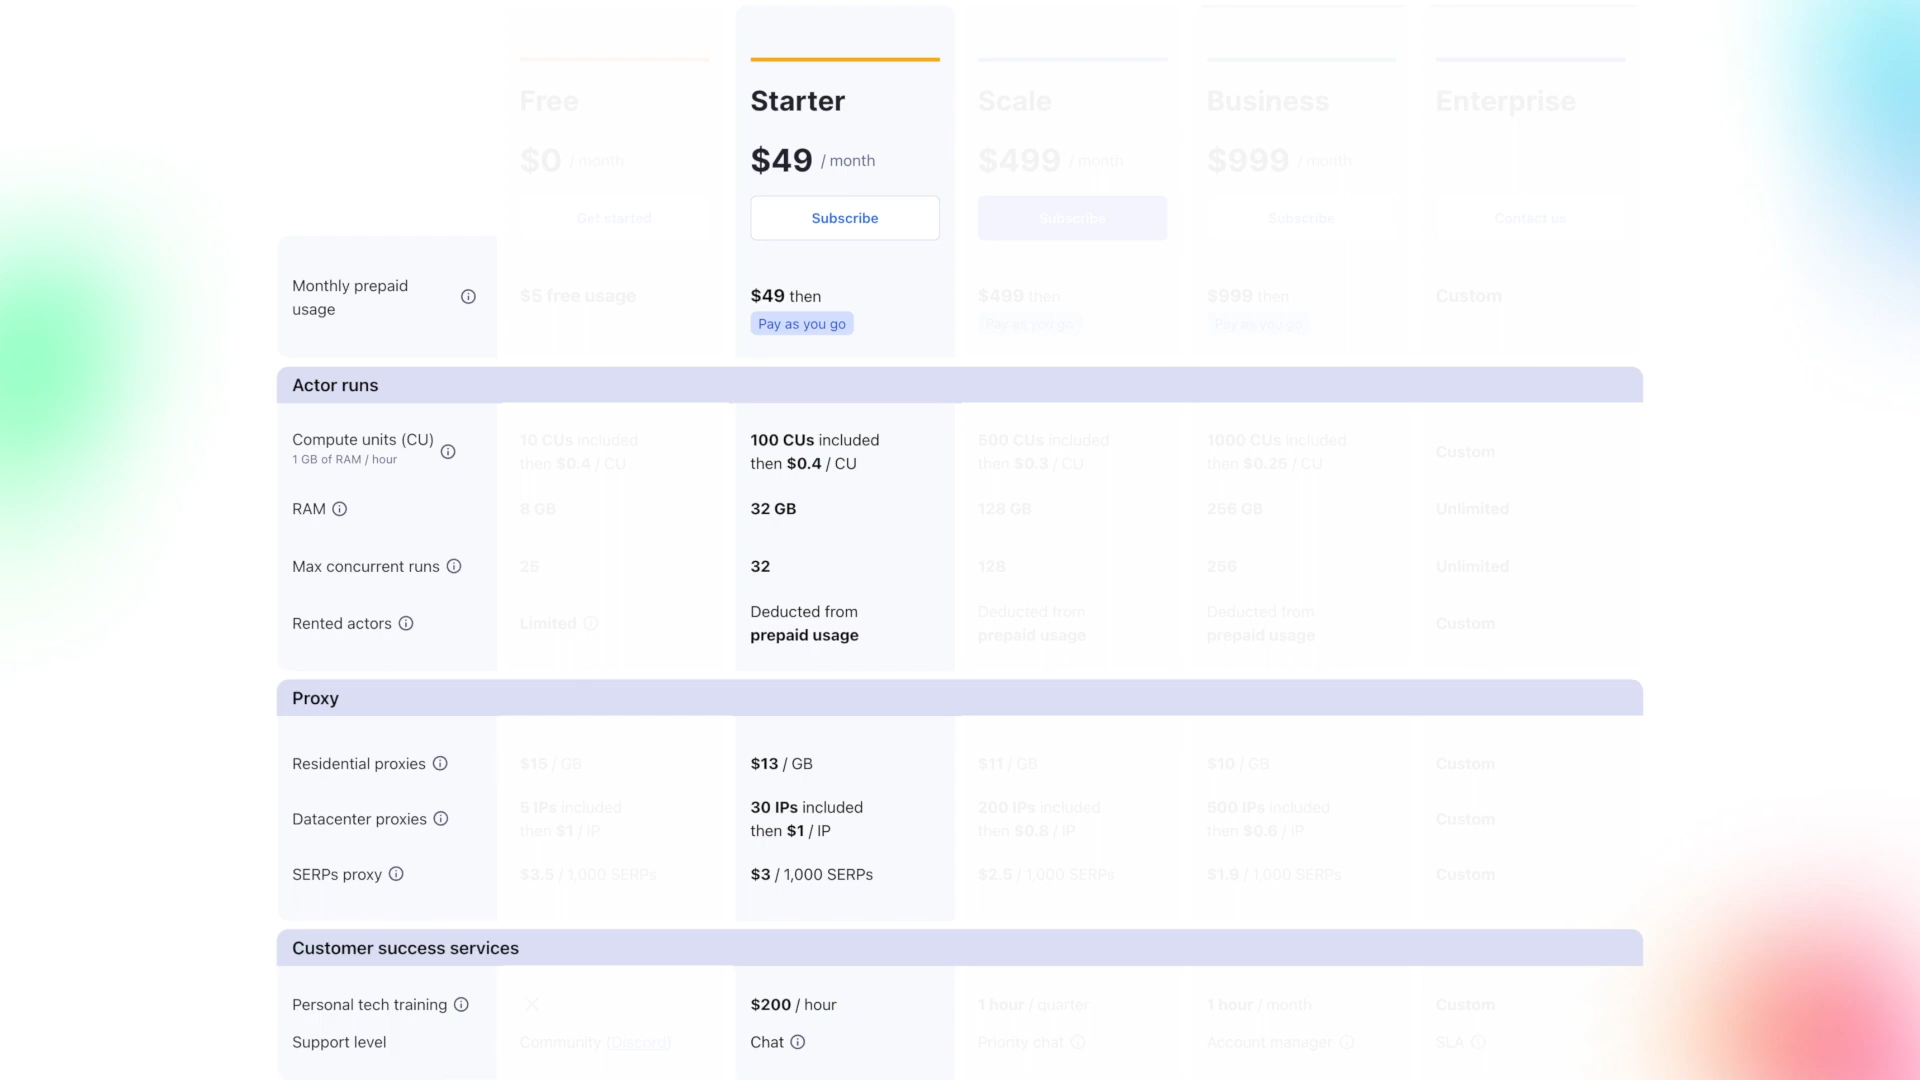 Free
Starter
Scale
Business
Enterprise
$0 / month
$49 / month
$499 / month
$999 / month
Get started
Subscribe
Subscribe
Subscribe
Contact us
Monthly prepaid
usage
$5 free usage
$49 then
Pay as you go
$499 then
Pay as you go
$999 then
Pay as you go
Custom
Actor runs
Compute units (CU)
1 GB of RAM / hour
10 CUs included
then $0.4 / CU
100 CUs included
then $0.4 / CU
500 CUs included
then $0.3 / CU
1000 CUs included
then $0.25 / CU
Custom
RAM
8 GB
32 GB
128 GB
256 GB
Unlimited
Max concurrent runs
25
32
128
256
Unlimited
Rented actors
Limited
Deducted from
prepaid usage
Deducted from
prepaid usage
Deducted from
prepaid usage
Custom
Proxy
Residential proxies
$15 / GB
$13 / GB
$11 / GB
$10 / GB
Custom
Datacenter proxies
5 IPs included
then $1 / IP
30 IPs included
then $1 / IP
200 IPs included
then $0.8 / IP
500 IPs included
then $0.6 / IP
Custom
SERPs proxy
$3.5 / 1,000 SERPs
$3 / 1,000 SERPs
$2.5 / 1,000 SERPs
$1.9 / 1,000 SERPs
Custom
Customer success services
Personal tech training
$200 / hour
1 hour / quarter
1 hour / month
Custom
Support level
Community (Discord)
Chat
Priority chat
Account manager
SLA